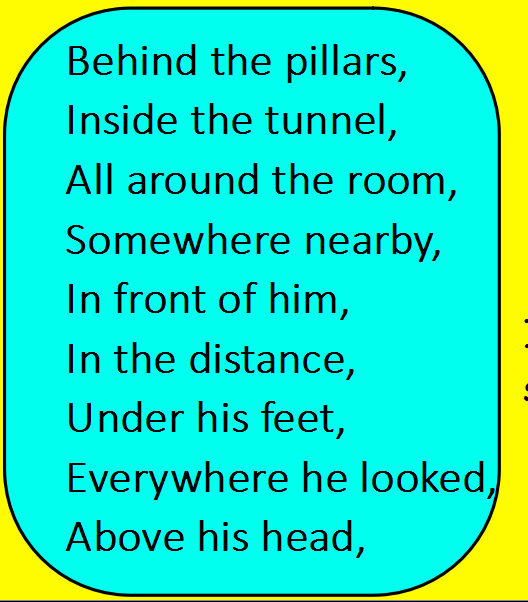 Behind the pillars,
Inside the tunnel,
All around the room,
Somewhere nearby,
In front of him,
In the distance,
Under his feet,
Everywhere he looked,
Above his head,